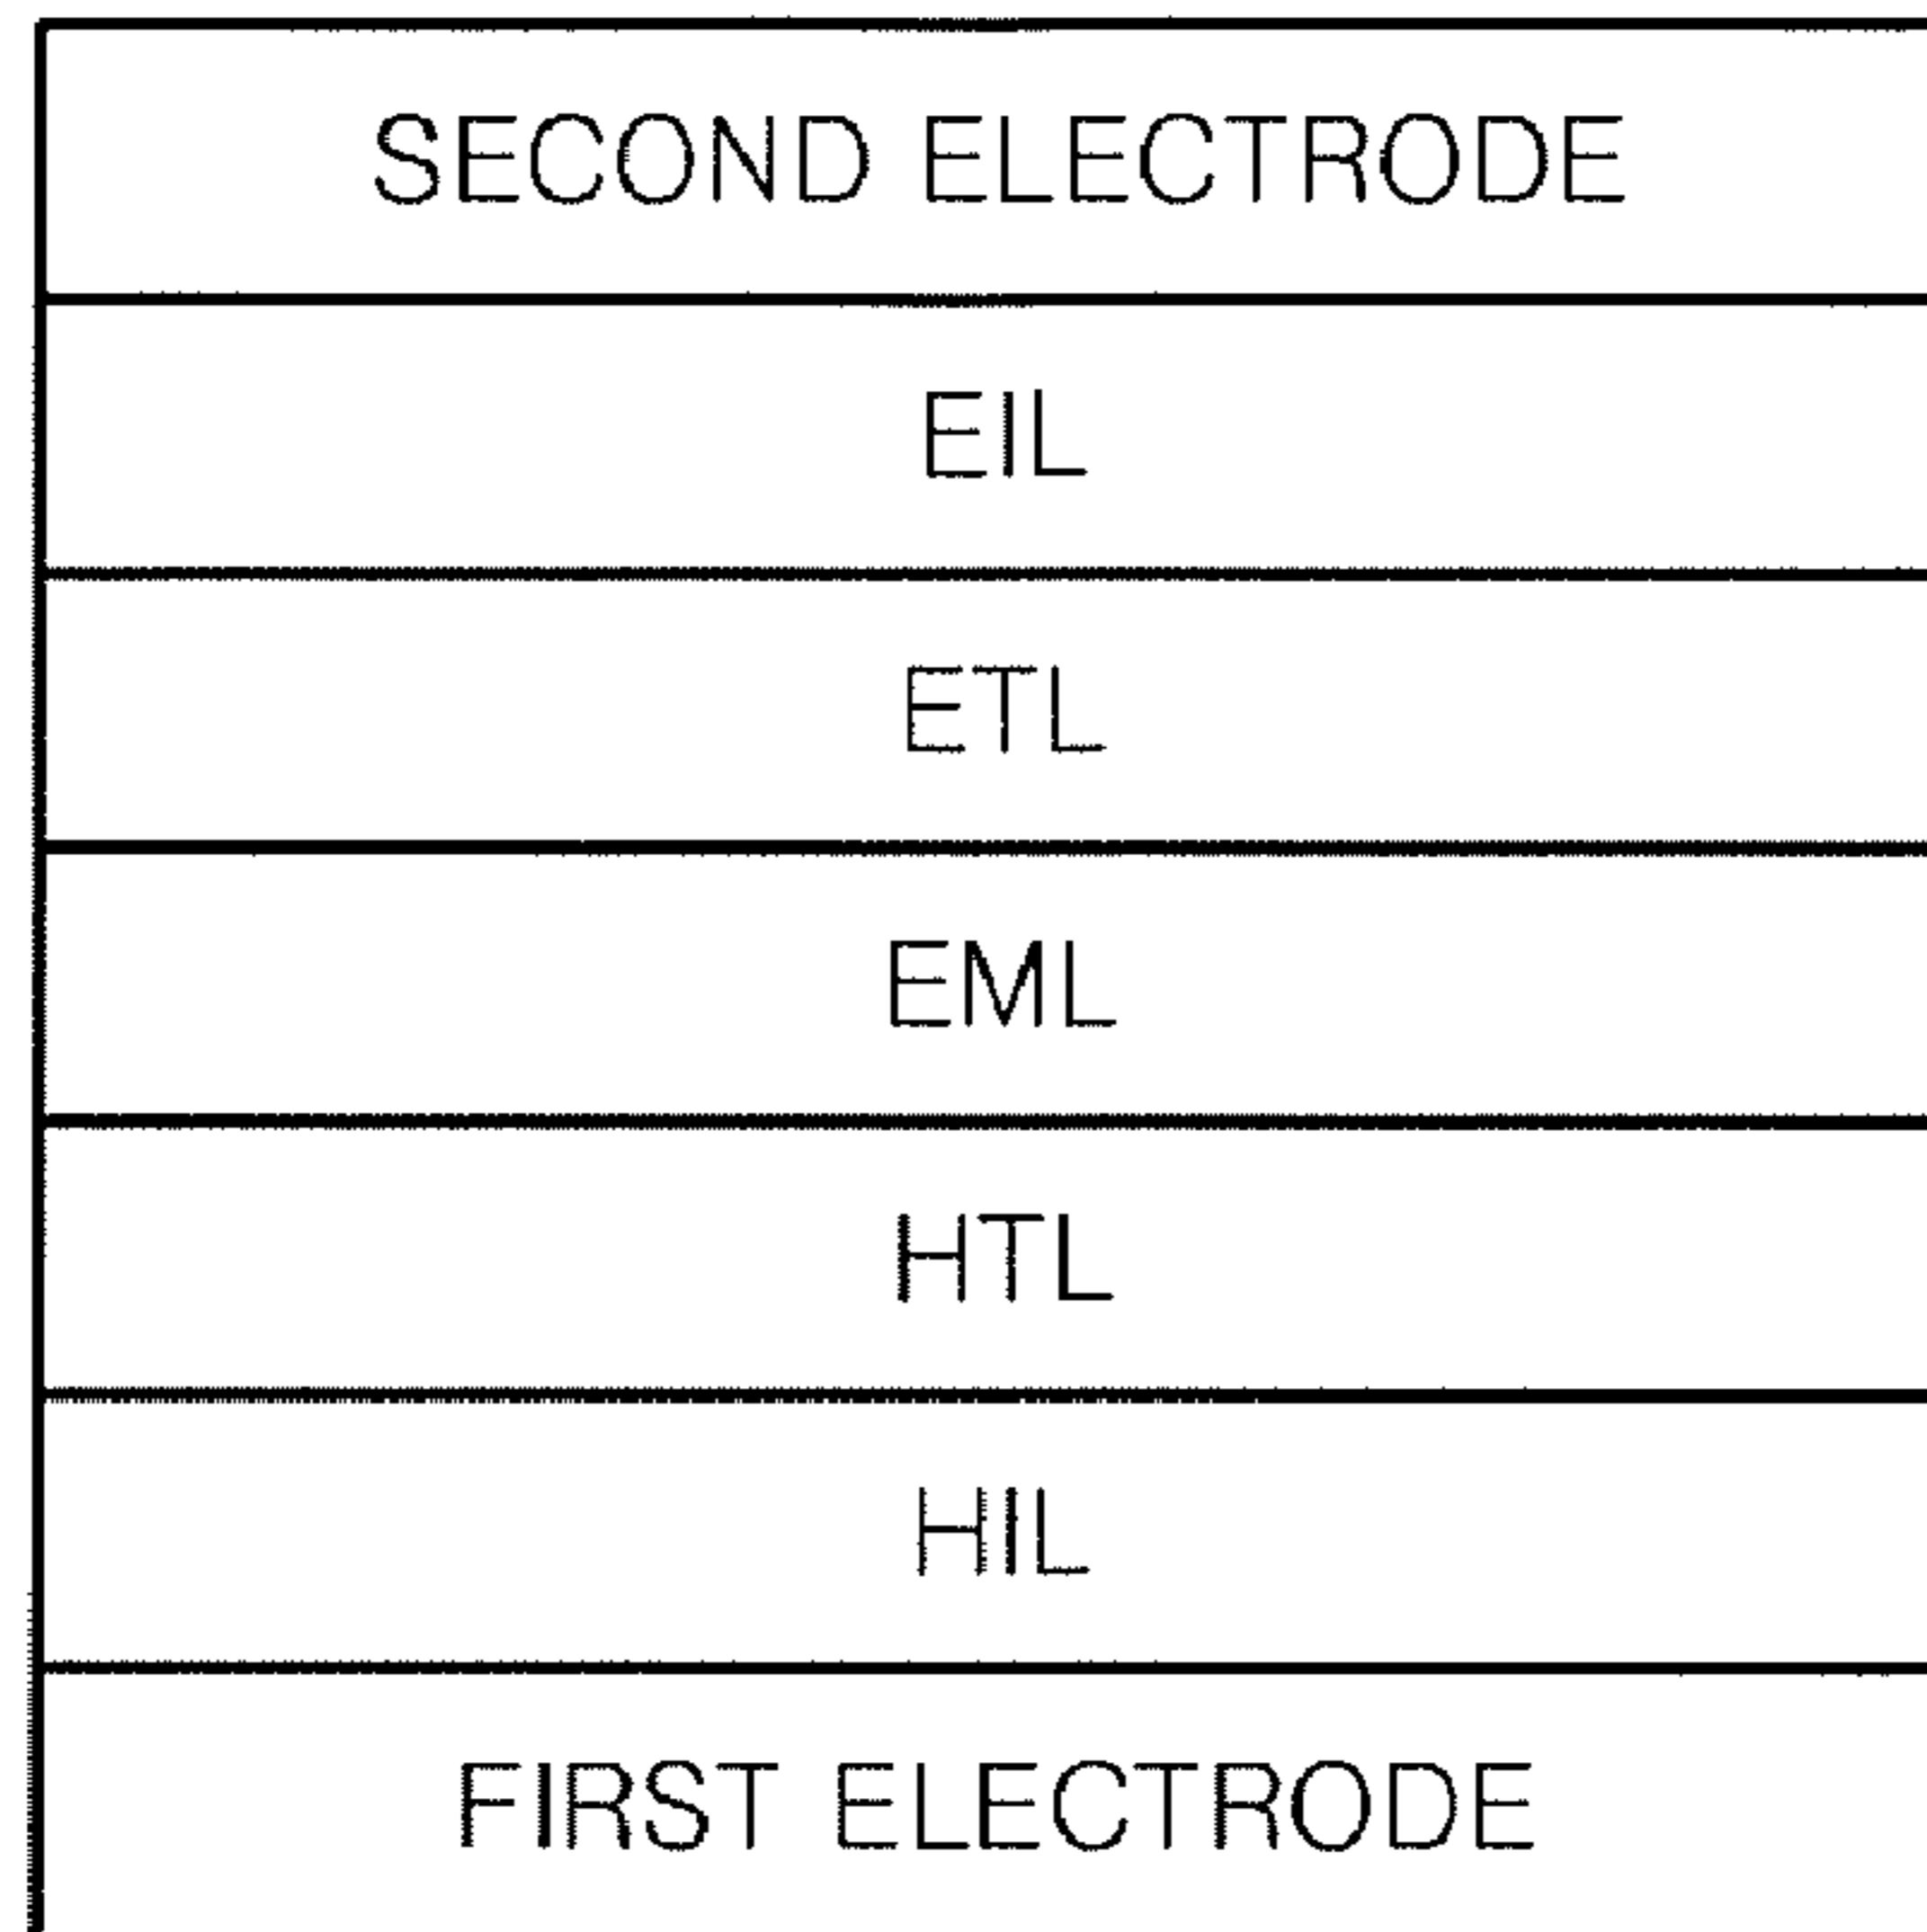 SECOND ELECTRODE
EIL
ETL
EML
HTL
HIL
FIRST ELECTRODE